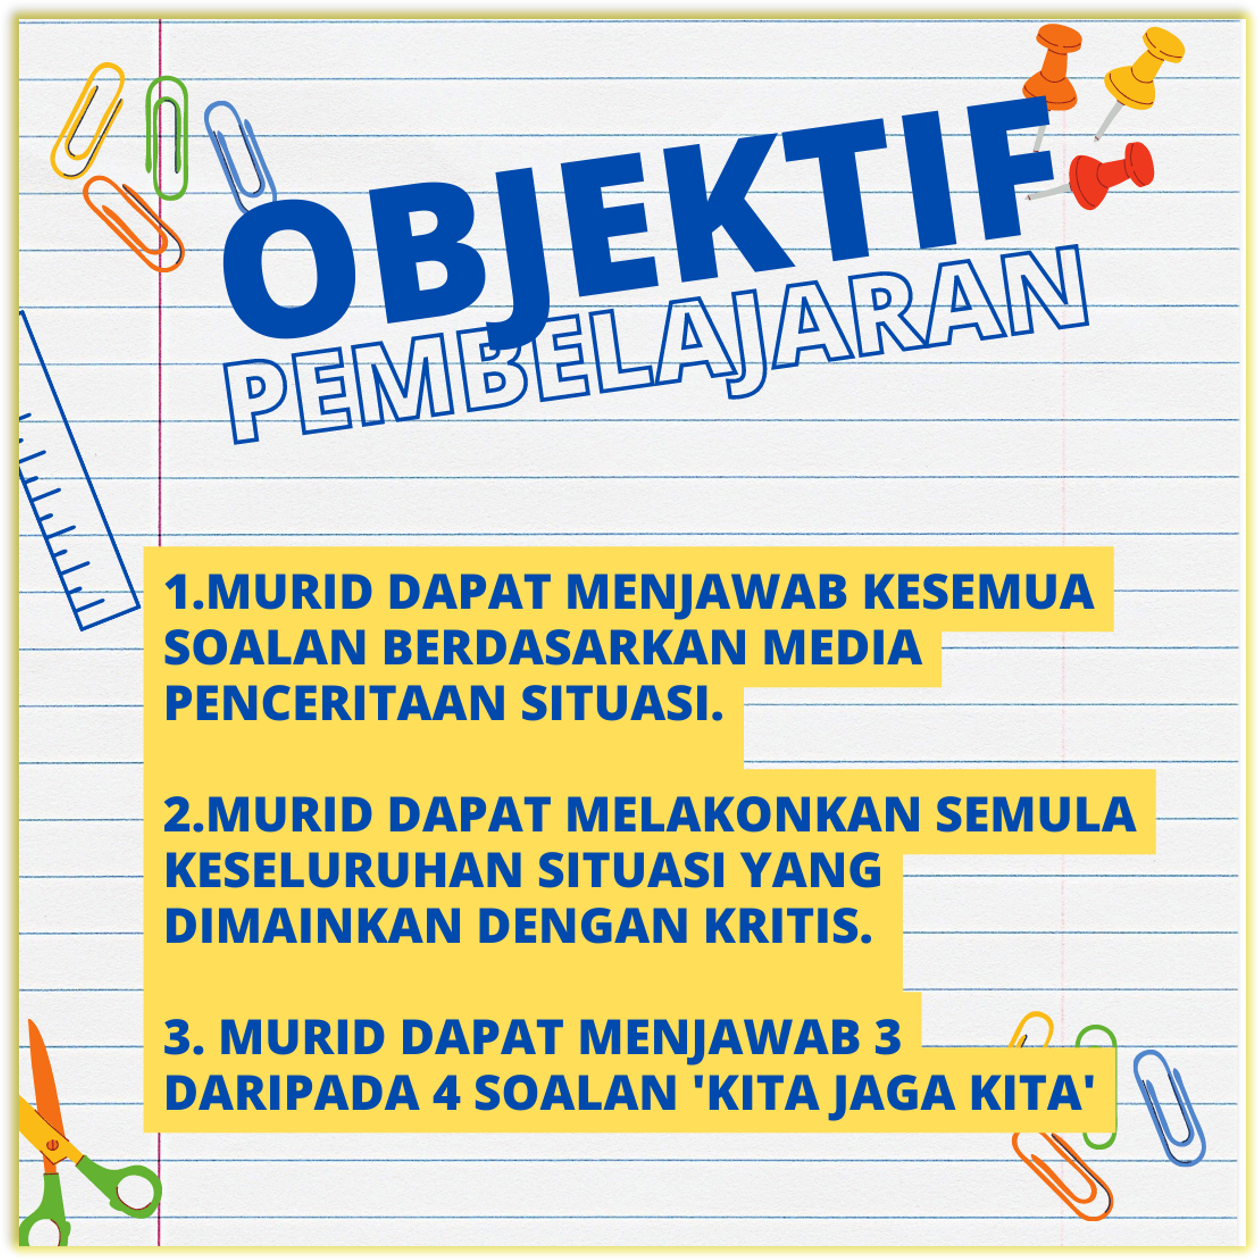 OBJEKTIF
PEMBELAJARAN
1.MURID DAPAT MENJAWAB KESEMUA
SOALAN BERDASARKAN MEDIA
PENCERITAAN SITUASI.
2.MURID DAPAT MELAKONKAN SEMULA
KESELURUHAN SITUASI YANG
DIMAINKAN DENGAN KRITIS.
3. MURID DAPAT MENJAWAB 3
DARIPADA 4 SOALAN 'KITA JAGA KITA'